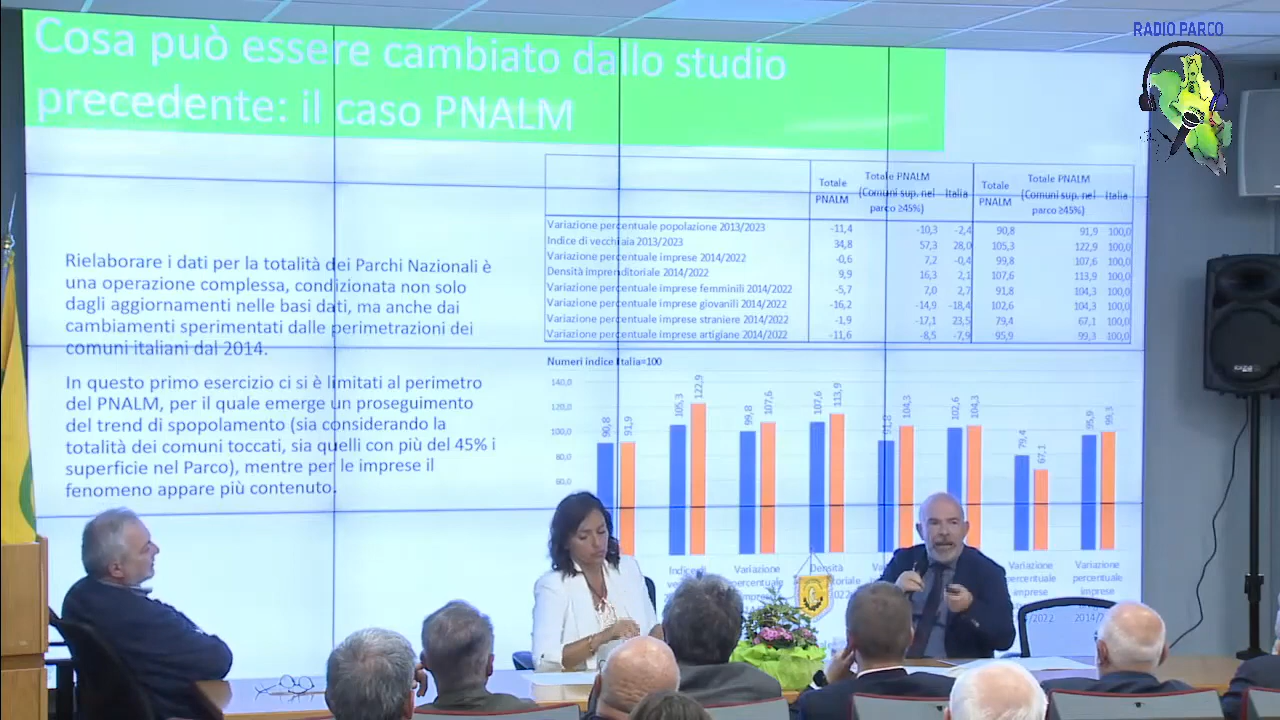 RADIO PARCO
Cosa può essere cambiato dallo studio
precedente: il caso PNALM
Rielaborare i dati per la totalità dei Parchi Nazionali è
una operazione complessa, condizionata non solo
dagli aggiornamenti nelle basi dati, ma anche dai
cambiamenti sperimentati dalle perimetrazioni dei
comuni italiani dal 2014.
In questo primo esercizio ci si è limitati al perimetro
del PNALM, per il quale emerge un proseguimento
del trend di spopolamento (sia considerando la
totalità dei comuni toccati, sia quelli con più del 45% i
superficie nel Parco), mentre per le imprese il
fenomeno appare più contenuto.
Totale PNALM Totale PNALM
Totale (Comuni sup. nel Italia Totale (Comuni sup. nel Italia
PNALM parco ≥45%) PNALM parco ≥45%)
Variazione percentuale popolazione 2013/2023 -11,4 -10,3 -2,4 90,8 91,9 100,0
Indice di vecchiaia 2013/2023 34,8 57,3 28,0 105,3 122,9 100,0
Variazione percentuale imprese 2014/2022 -0,6 7,2 -0,4 99,8 107,6 100,0
Densità imprenditoriale 2014/2022 9,9 16,3 2,1 107,6 113,9 100,0
Variazione percentuale imprese femminili 2014/2022 -5,7 7,0 2,7 91,8 104,3 100,0
Variazione percentuale imprese giovanili 2014/2022 -16,2 -14,9 -18,4 102,6 104,3 100,0
Variazione percentuale imprese straniere 2014/2022 -1,9 -17,1 23,5 79,4 67,1 100,0
Variazione percentuale imprese artigiane 2014/2022 -11,6 -8,5 -7,9 95,9 99,3 100,0
Numeri indice Italia=100
140,0
120,0
100,0
80,0
60,0
90,8 91,9 105,3 122,9 99,8 107,6 107,6 113,9 91,8 104,3 102,6 104,3 79,4 67,1 95,9 99,3
Variazione Densità Variazione Variazione
percentuale percentuale percentuale
imprese imprese